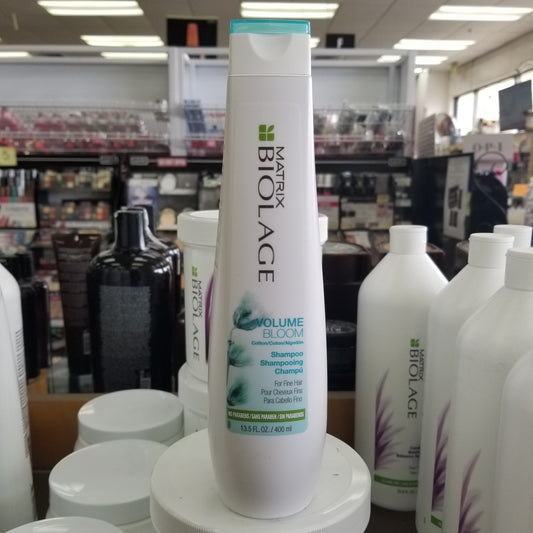 MATRIX
BIOLAGE
VOLUME
BLOOM
Cotton/Coton/Algodón
Shampoo
Shampooing
Champú
For Fine Hair
Pour Cheveux Fins
Para Cabello Fino
NO PARABENS / SANS PARABEN / SIN PARABENOS
13.5 FL.OZ. / 400 ml
MATRIX
BIOLAGE
MATRIX
BIOLAGE
O·P·I